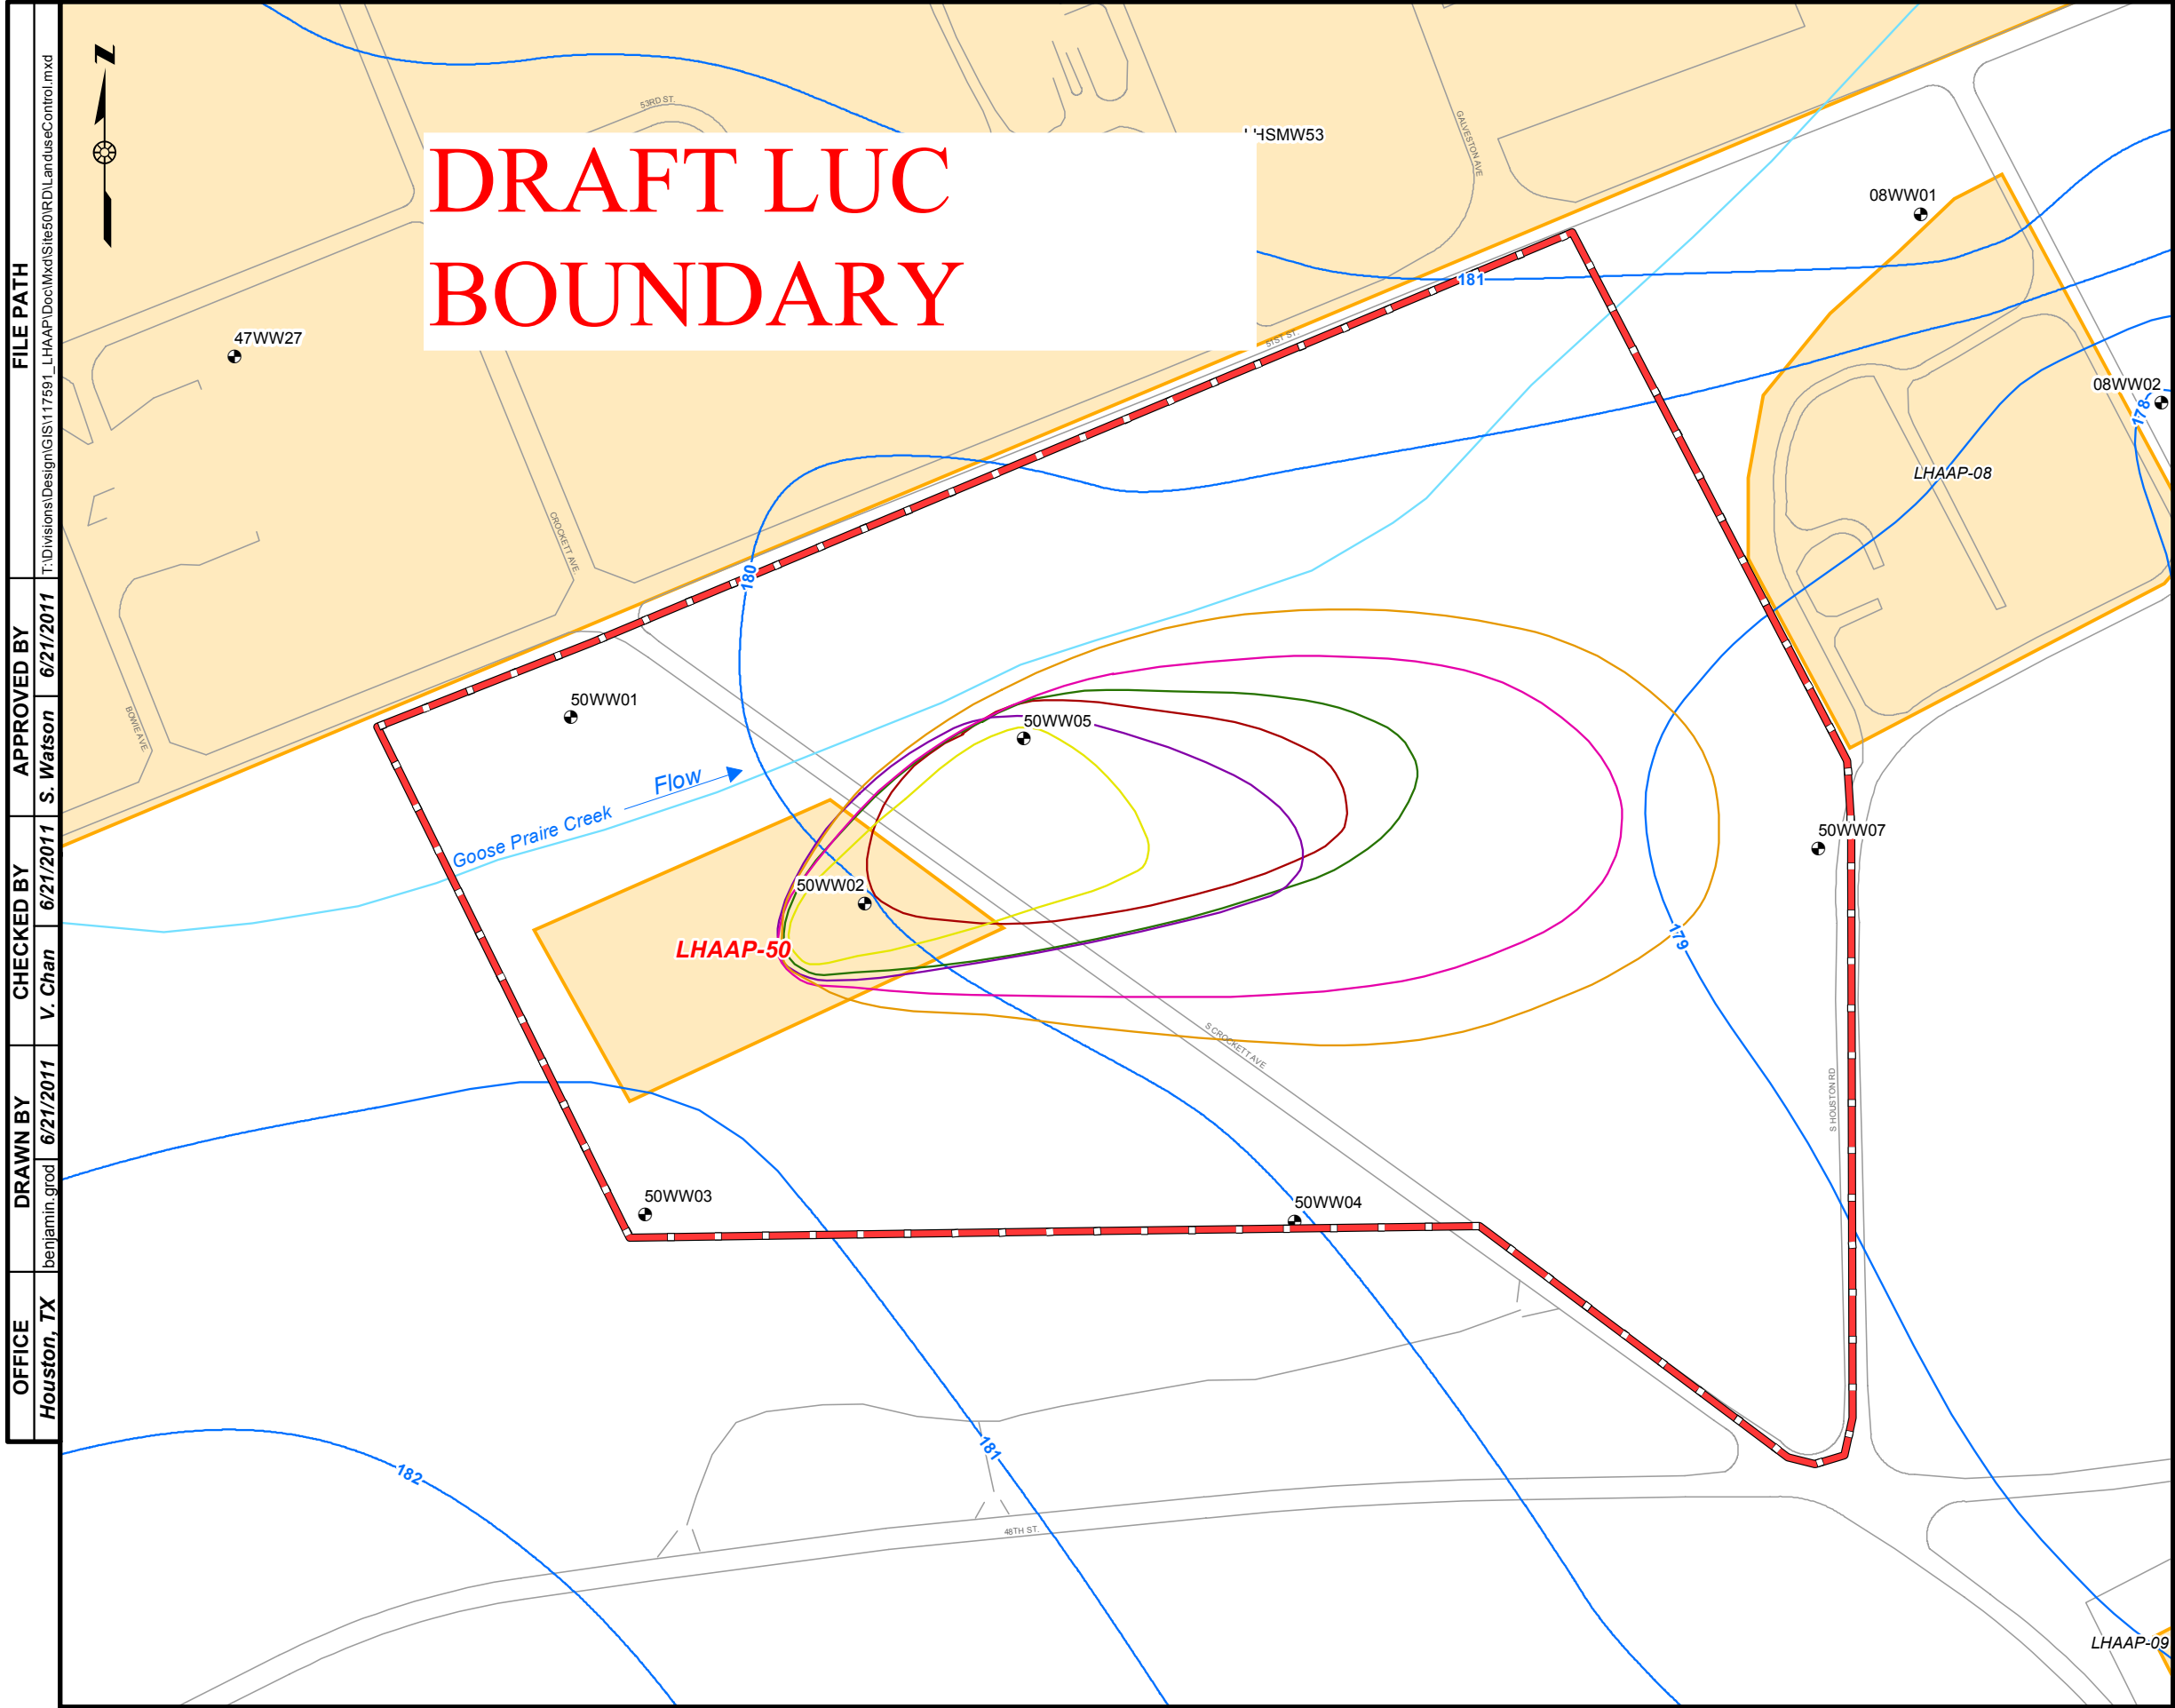 FILE PATH
T:\Divisions\Design\GIS\117591_LHAAP\Doc\Mxd\Site50\RD\LanduseControl.mxd
APPROVED BY
S. Watson 6/21/2011
CHECKED BY
V. Chan 6/21/2011
DRAWN BY
benjamin.grod 6/21/2011
OFFICE
Houston, TX
N
53RD ST.
DRAFT LUC
BOUNDARY
LHSMW53
GALVESTON AVE
08WW01
181
47WW27
51ST ST
08WW02
178
LHAAP-08
CROCKETT AVE
180
50WW01
BOWIE AVE
50WW05
Flow
Goose Praire Creek
50WW07
50WW02
LHAAP-50
179
S CROCKETT AVE
S HOUSTON RD
50WW03
50WW04
181
182
48TH ST.
LHAAP-09